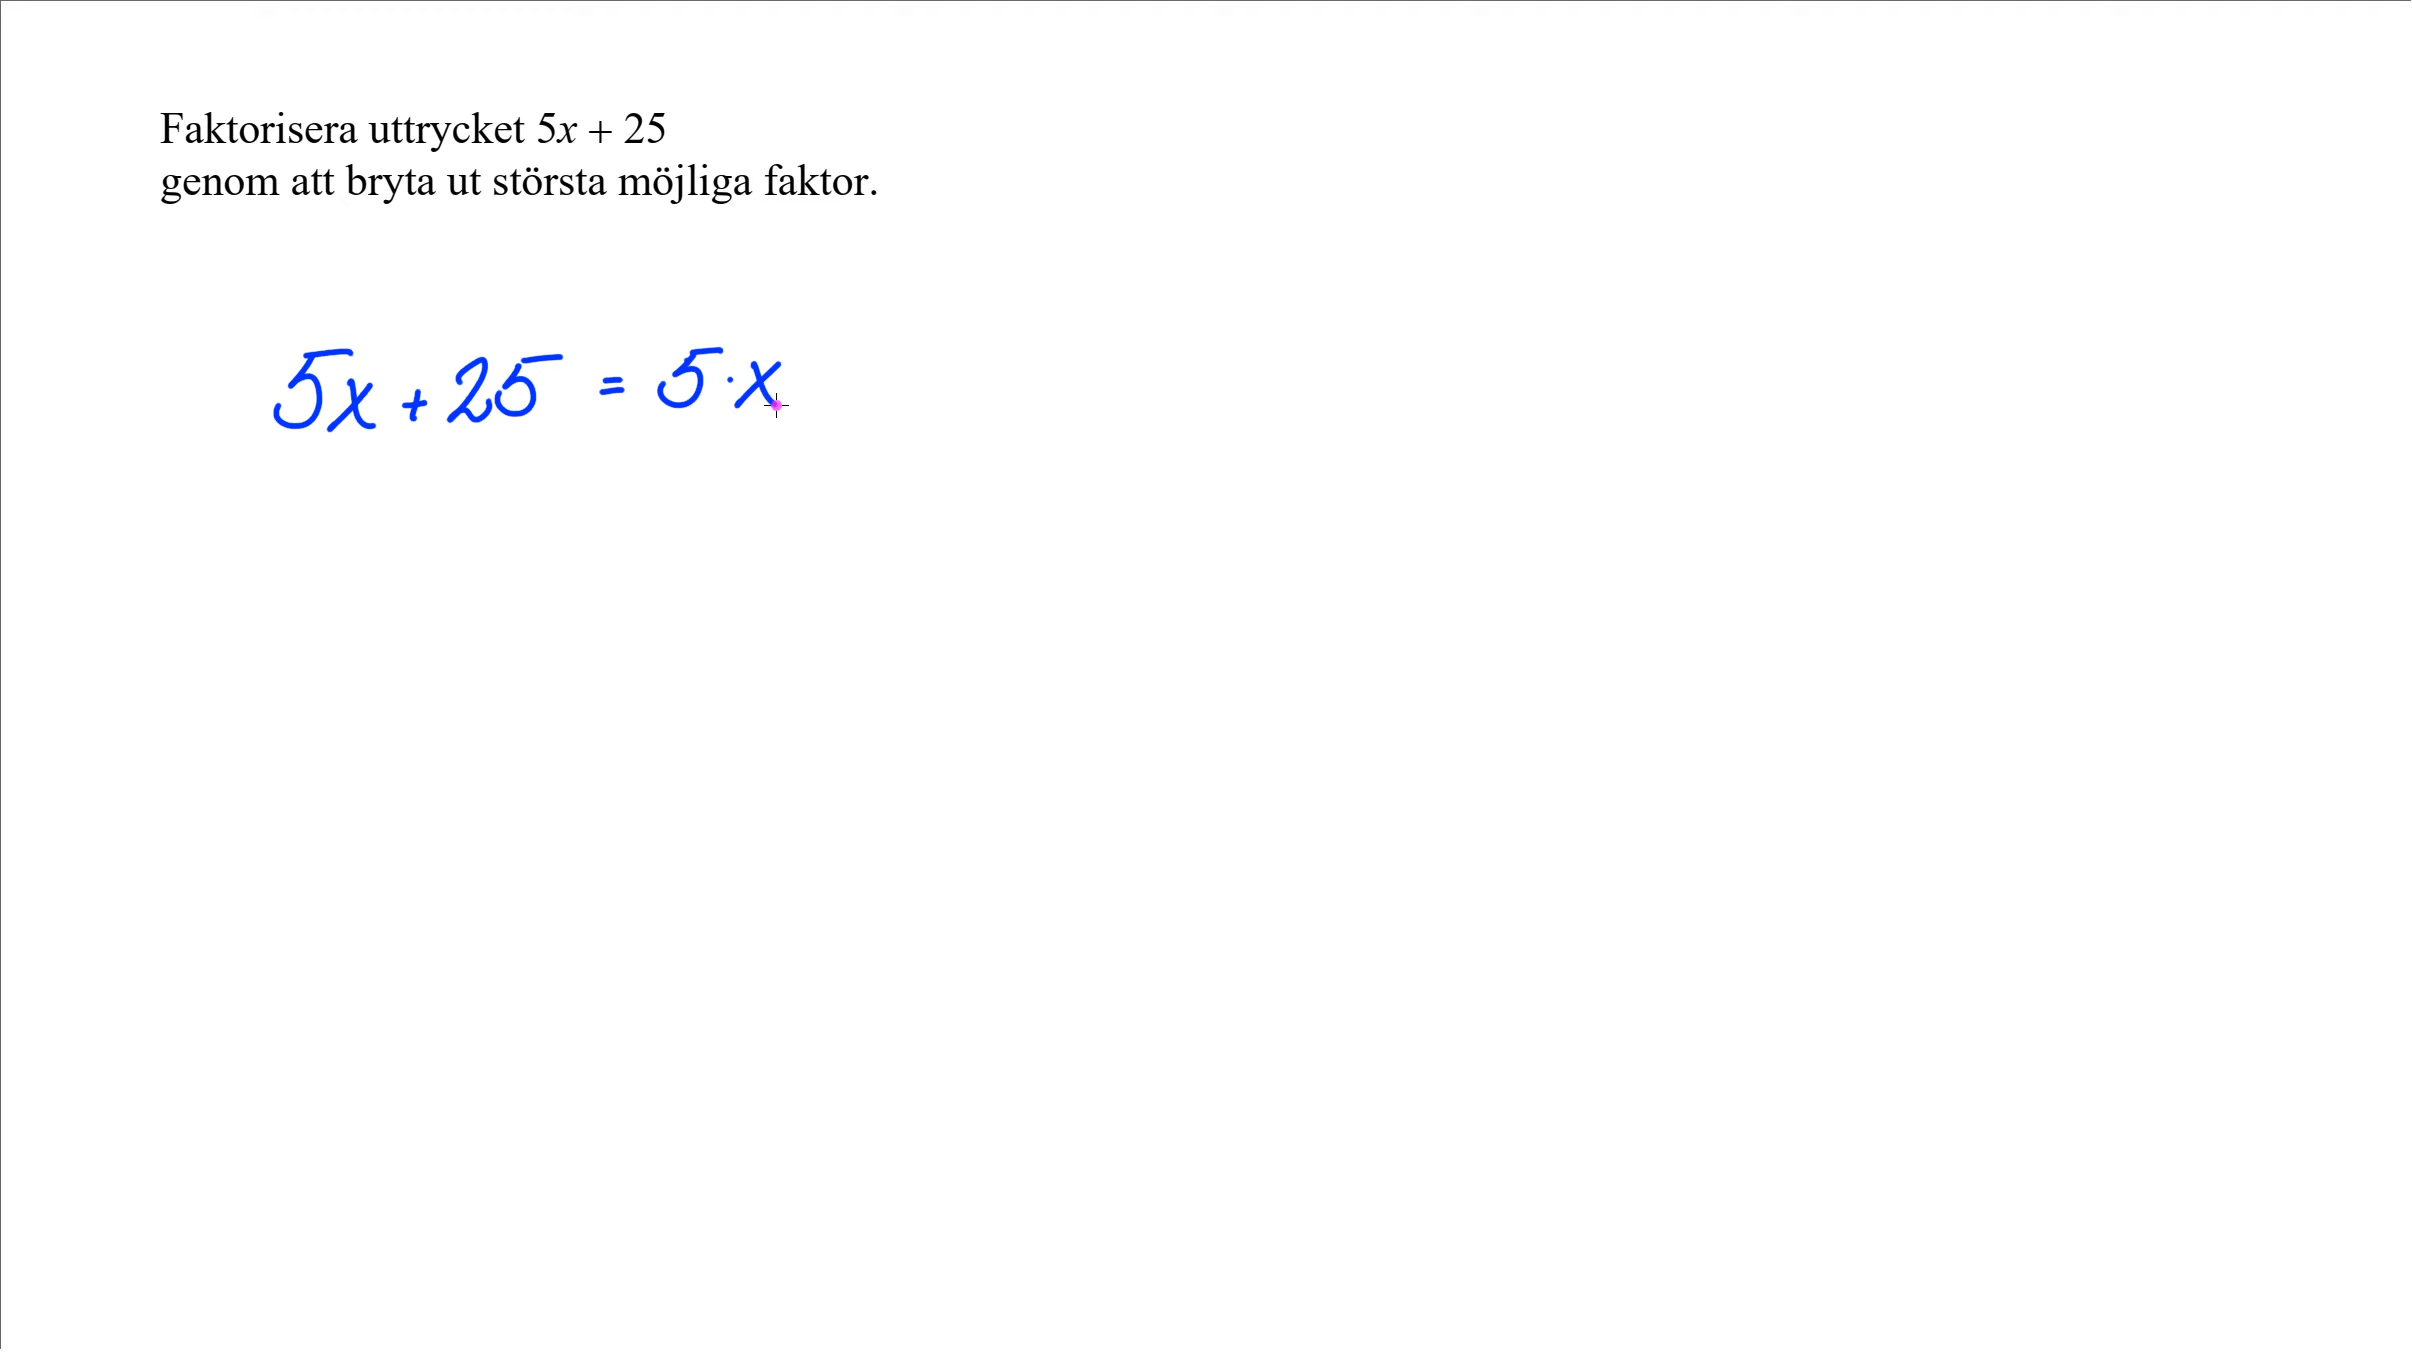 Faktorisera uttrycket 5x + 25
genom att bryta ut största möjliga faktor.
5x + 25 = 5·x